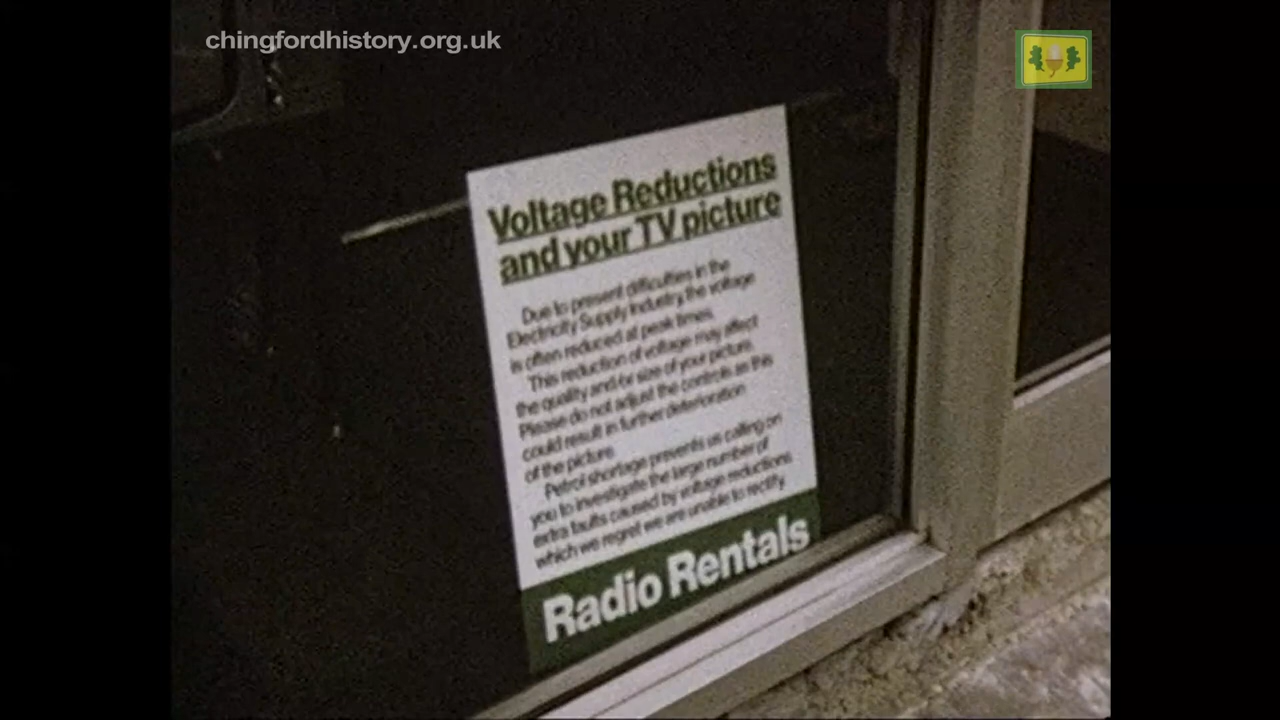 chingfordhistory.org.uk
Voltage Reductions
and your TV picture
Due to present difficulties in the
Electricity Supply Industry, the voltage
is often reduced at peak times.
This reduction of voltage may affect
the quality and/or size of your picture.
Please do not adjust the controls as this
could result in further deterioration
of the picture.
Petrol shortage prevents us calling on
you to investigate the large number of
extra faults caused by voltage reductions
which we regret we are unable to rectify.
Radio Rentals